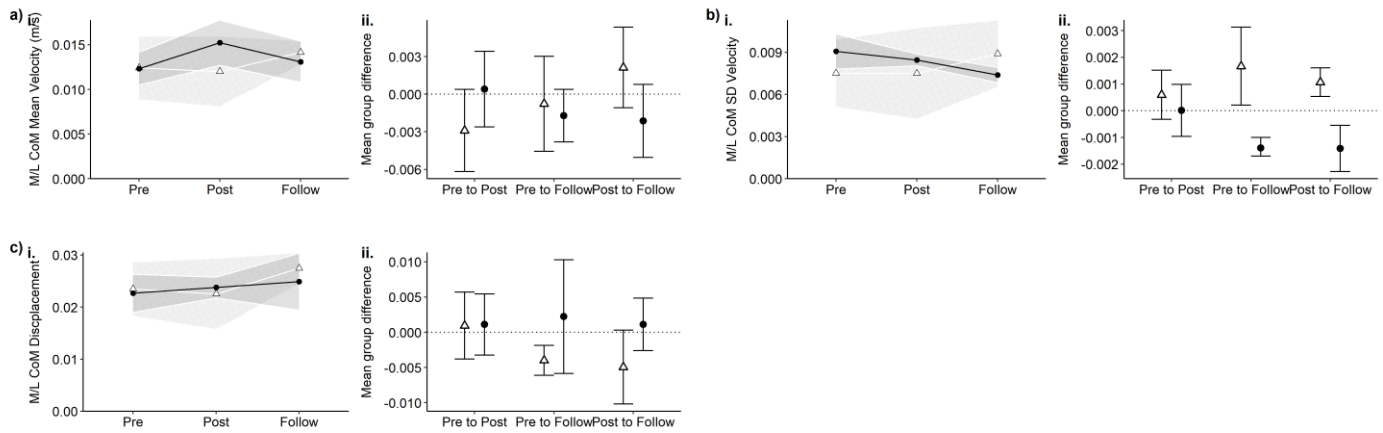 a) i.
M/L CoM Mean Velocity (m/s)
0.015
0.010
0.005
0.000
Pre Post Follow
ii.
Mean group difference
0.003
0.000
-0.003
-0.006
Pre to Post Pre to Follow Post to Follow
b) i.
M/L CoM SD Velocity
0.009
0.006
0.003
0.000
Pre Post Follow
ii.
Mean group difference
0.003
0.002
0.001
0.000
-0.001
-0.002
Pre to Post Pre to Follow Post to Follow
c) i.
M/L CoM Discplacement
0.03
0.02
0.01
0.00
Pre Post Follow
ii.
Mean group difference
0.010
0.005
0.000
-0.005
-0.010
Pre to Post Pre to Follow Post to Follow